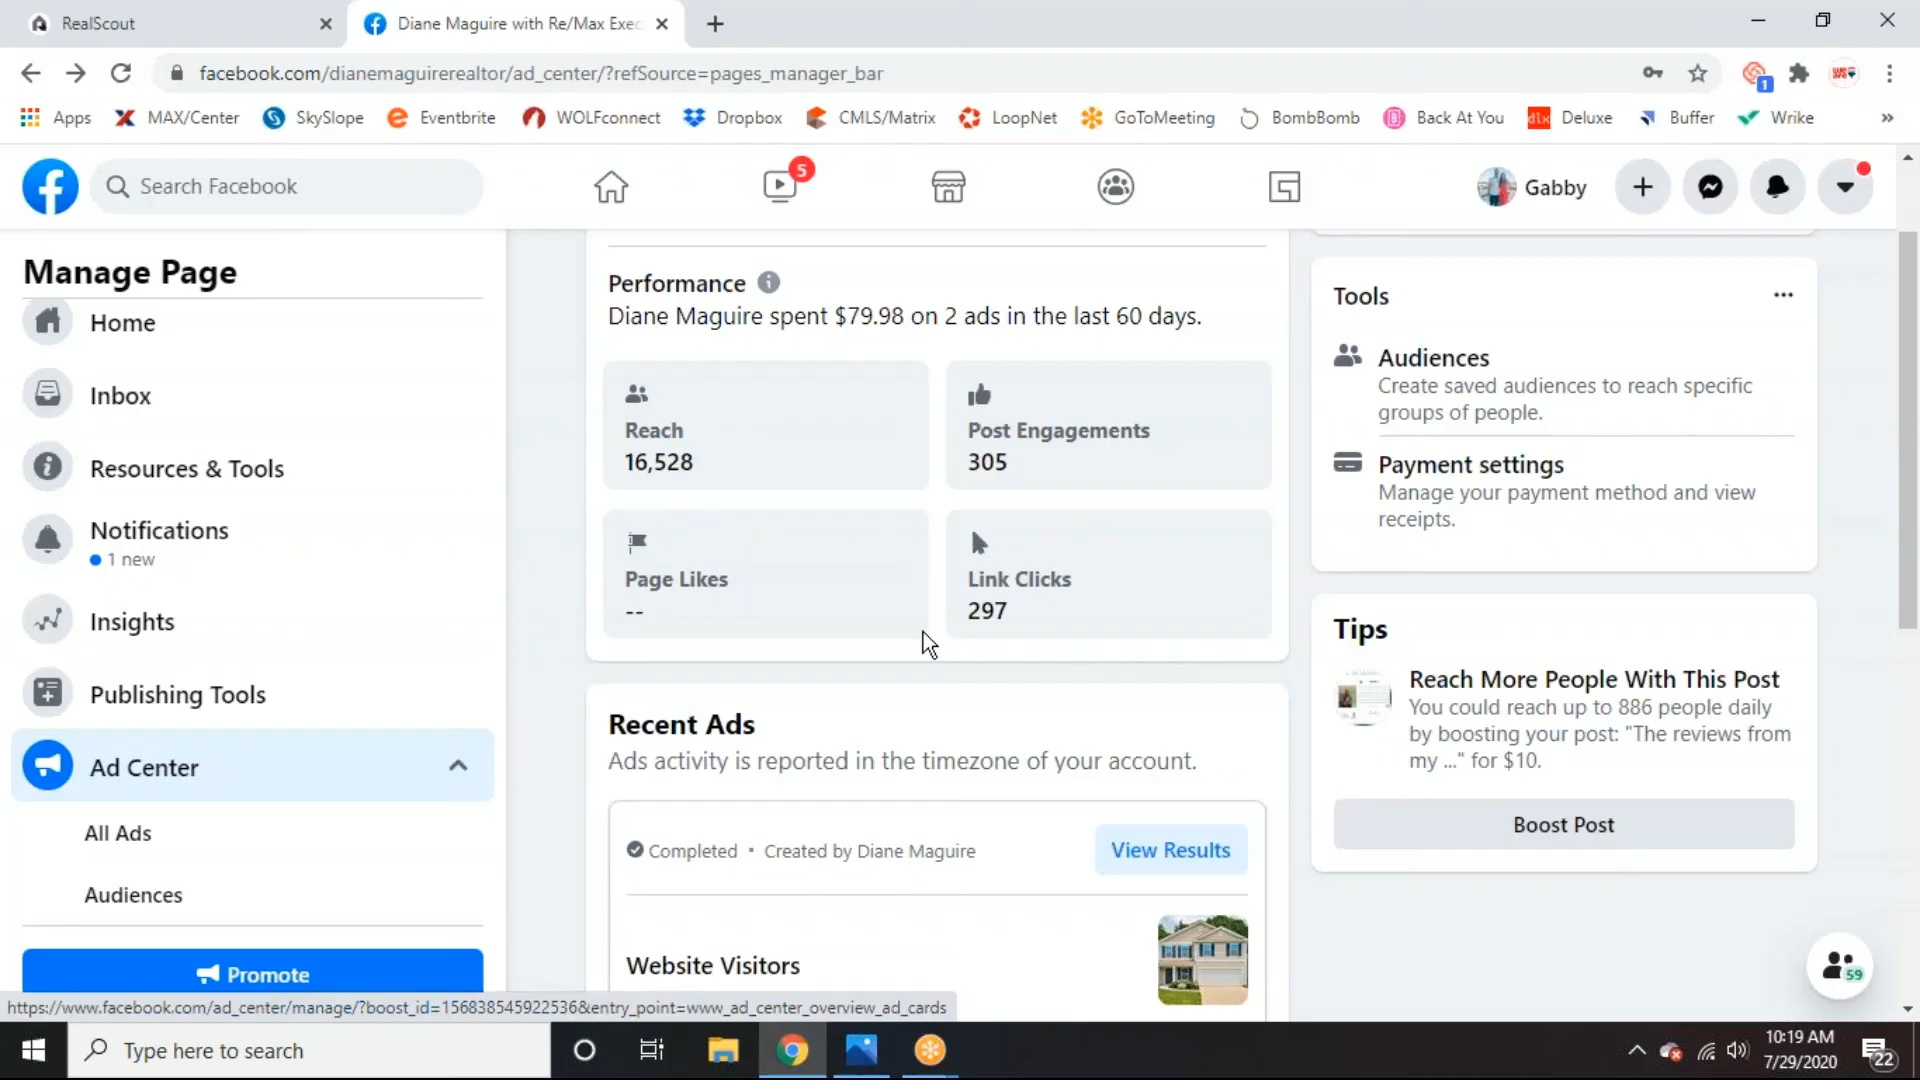 RealScout
Diane Maguire with Re/Max Exec
facebook.com/dianemaguirerealtor/ad_center/?refSource=pages_manager_bar
1
Apps
MAX/Center
SkySlope
Eventbrite
WOLFconnect
Dropbox
CMLS/Matrix
LoopNet
GoToMeeting
BombBomb
Back At You
dlx
Deluxe
Buffer
Wrike
»
Search Facebook
5
Gabby
Manage Page
Home
Inbox
Resources & Tools
Notifications
1 new
Insights
Publishing Tools
Ad Center
All Ads
Audiences
Promote
Performance
Diane Maguire spent $79.98 on 2 ads in the last 60 days.
Reach
16,528
Post Engagements
305
Page Likes
--
Link Clicks
297
Recent Ads
Ads activity is reported in the timezone of your account.
Completed • Created by Diane Maguire
View Results
Website Visitors
Tools
Audiences
Create saved audiences to reach specific
groups of people.
Payment settings
Manage your payment method and view
receipts.
Tips
Reach More People With This Post
You could reach up to 886 people daily
by boosting your post: "The reviews from
my ..." for $10.
Boost Post
59
https://www.facebook.com/ad_center/manage/?boost_id=156838545922536&entry_point=www_ad_center_overview_ad_cards
Type here to search
10:19 AM
7/29/2020
22